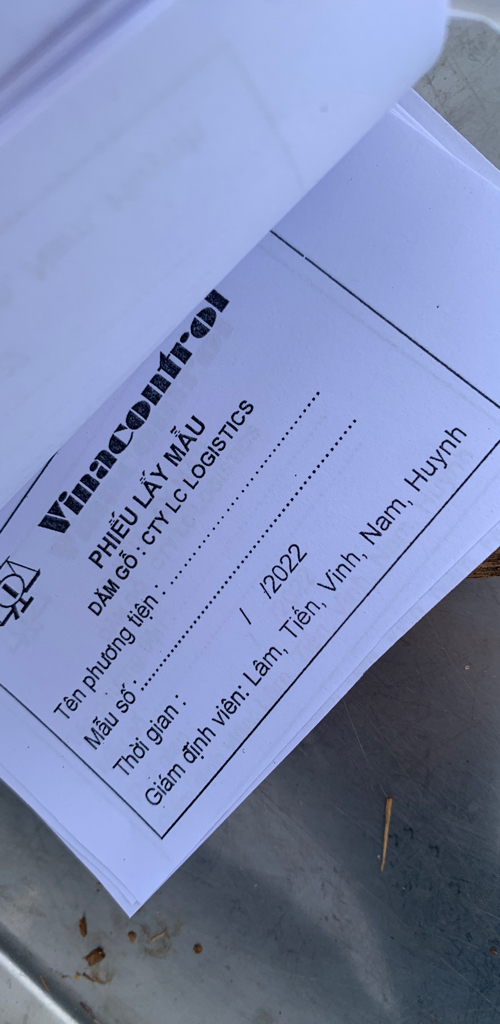 Vinacontrol
PHIẾU LẤY MẪU
DĂM GỖ : CTY LC LOGISTICS
Tên phương tiện : ........................................
Mẫu số : ..................................................
Thời gian : / /2022
Giám định viên: Lâm, Tiến, Vinh, Nam, Huynh